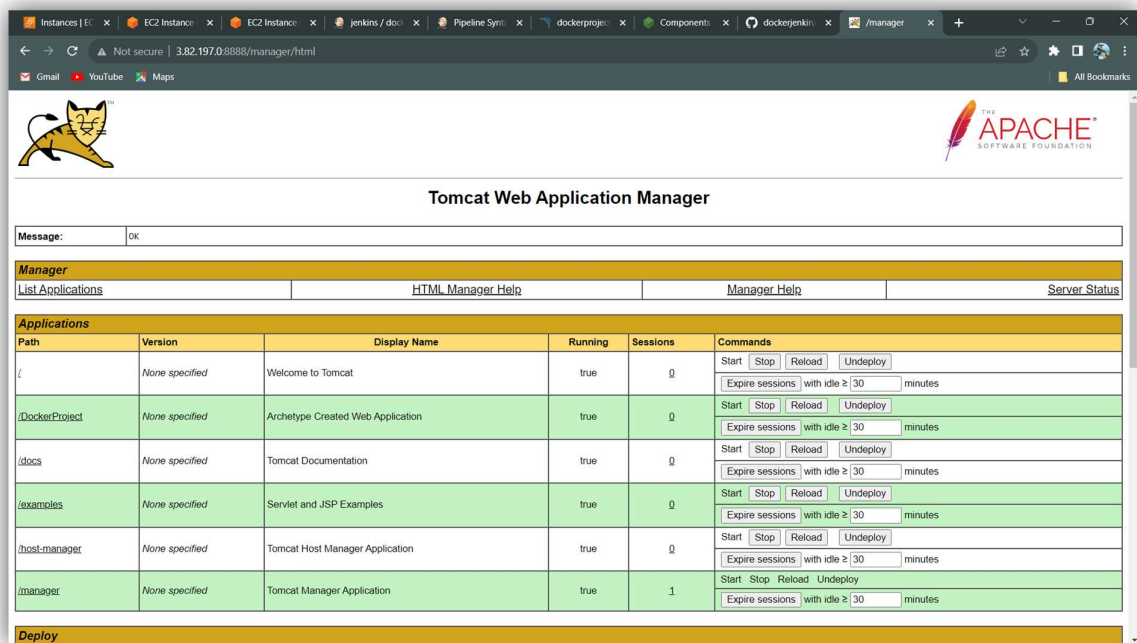 Instances | EC
EC2 Instance
EC2 Instance
jenkins / dock
Pipeline Synta
dockerproject
Components
dockerjenkin
/manager
Not secure | 3.82.197.0:8888/manager/html
Gmail YouTube Maps All Bookmarks
TM
THE
APACHE®
SOFTWARE FOUNDATION
Tomcat Web Application Manager
Message: OK
Manager
List Applications HTML Manager Help Manager Help Server Status
Applications
Path Version Display Name Running Sessions Commands
/ None specified Welcome to Tomcat true 0 Start Stop Reload Undeploy
Expire sessions with idle ≥ 30 minutes
/DockerProject None specified Archetype Created Web Application true 0 Start Stop Reload Undeploy
Expire sessions with idle ≥ 30 minutes
/docs None specified Tomcat Documentation true 0 Start Stop Reload Undeploy
Expire sessions with idle ≥ 30 minutes
/examples None specified Servlet and JSP Examples true 0 Start Stop Reload Undeploy
Expire sessions with idle ≥ 30 minutes
/host-manager None specified Tomcat Host Manager Application true 0 Start Stop Reload Undeploy
Expire sessions with idle ≥ 30 minutes
/manager None specified Tomcat Manager Application true 1 Start Stop Reload Undeploy
Expire sessions with idle ≥ 30 minutes
Deploy